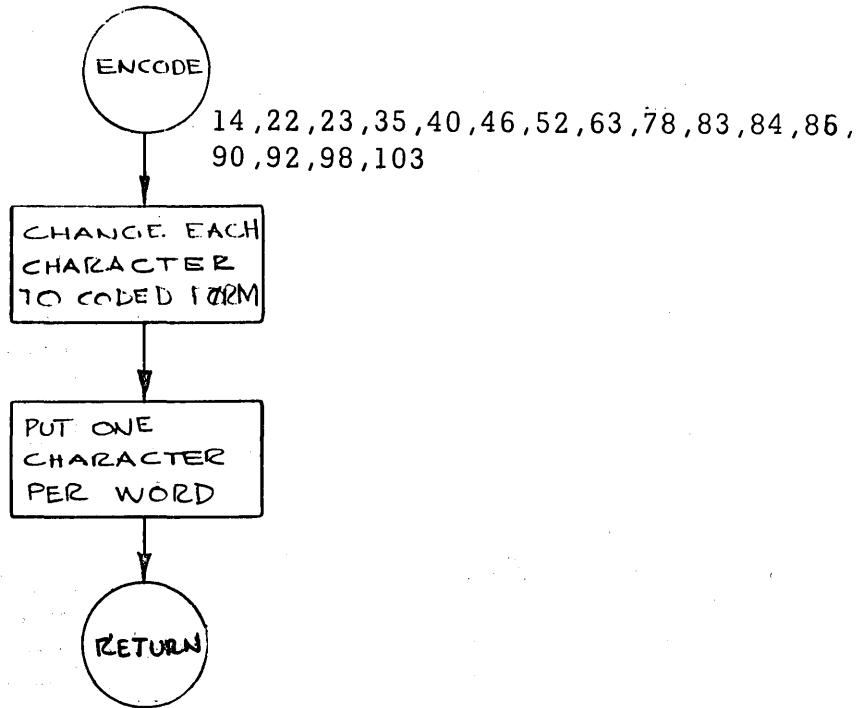 ENCODE
14,22,23,35,40,46,52,63,78,83,84,86,
90,92,98,103
CHANGE EACH
CHARACTER
TO CODED FORM
PUT ONE
CHARACTER
PER WORD
RETURN